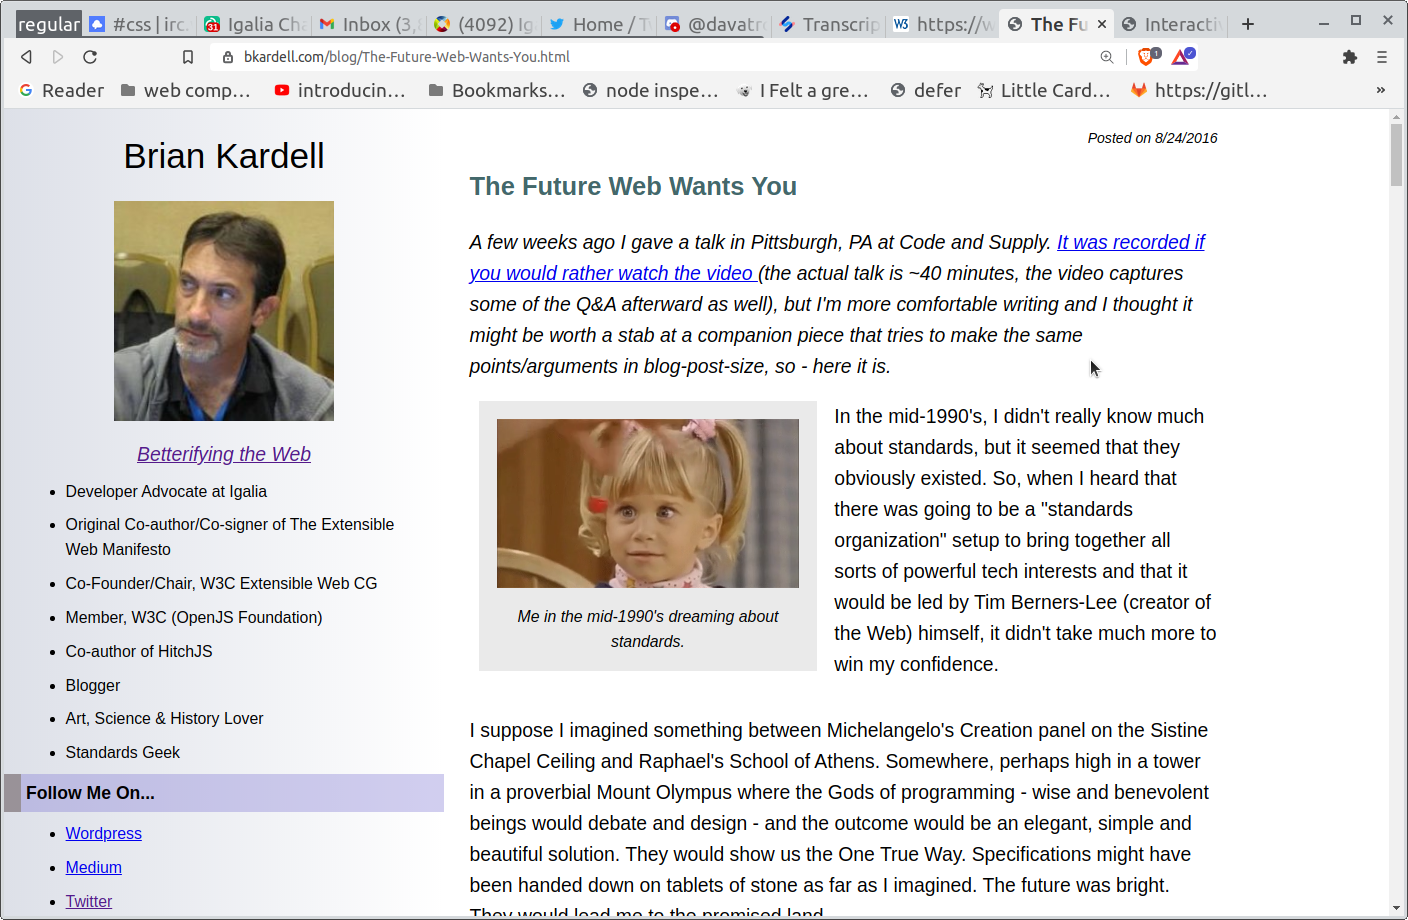 regular
#css | irc.
Igalia Cha
Inbox (3,
(4092) Ig
Home / Tw
@davatro
Transcrip
https://w
The Fu
Interactiv
bkardell.com/blog/The-Future-Web-Wants-You.html
Reader
web comp...
introducin...
Bookmarks...
node inspe...
I Felt a gre...
defer
Little Card...
https://gitl...
»
Brian Kardell
Betterifying the Web
Developer Advocate at Igalia
Original Co-author/Co-signer of The Extensible
Web Manifesto
Co-Founder/Chair, W3C Extensible Web CG
Member, W3C (OpenJS Foundation)
Co-author of HitchJS
Blogger
Art, Science & History Lover
Standards Geek
Follow Me On...
Wordpress
Medium
Twitter
Posted on 8/24/2016
The Future Web Wants You
A few weeks ago I gave a talk in Pittsburgh, PA at Code and Supply. It was recorded if
you would rather watch the video (the actual talk is ~40 minutes, the video captures
some of the Q&A afterward as well), but I'm more comfortable writing and I thought it
might be worth a stab at a companion piece that tries to make the same
points/arguments in blog-post-size, so - here it is.
Me in the mid-1990's dreaming about
standards.
In the mid-1990's, I didn't really know much
about standards, but it seemed that they
obviously existed. So, when I heard that
there was going to be a "standards
organization" setup to bring together all
sorts of powerful tech interests and that it
would be led by Tim Berners-Lee (creator of
the Web) himself, it didn't take much more to
win my confidence.
I suppose I imagined something between Michelangelo's Creation panel on the Sistine
Chapel Ceiling and Raphael's School of Athens. Somewhere, perhaps high in a tower
in a proverbial Mount Olympus where the Gods of programming - wise and benevolent
beings would debate and design - and the outcome would be an elegant, simple and
beautiful solution. They would show us the One True Way. Specifications might have
been handed down on tablets of stone as far as I imagined. The future was bright.
They would lead me to the promised land.